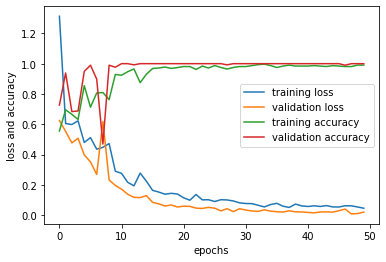 loss and accuracy
1.2
1.0
0.8
0.6
0.4
0.2
0.0
training loss
validation loss
training accuracy
validation accuracy
0 10 20 30 40 50
epochs